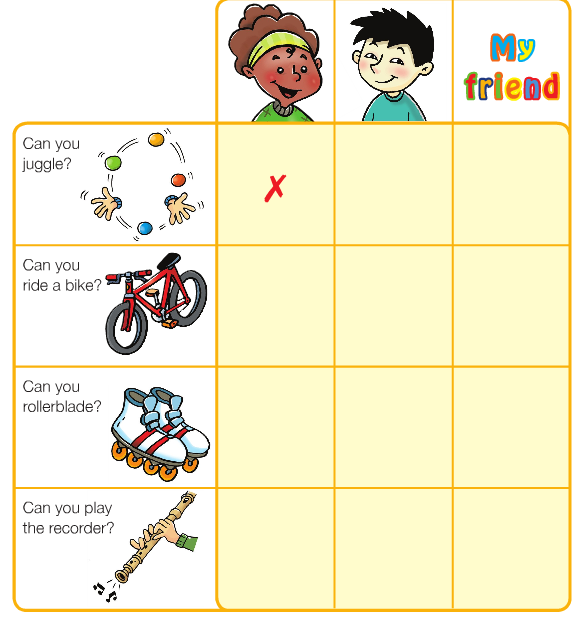 My
friend
Can you
juggle?
✗
Can you
ride a bike?
Can you
rollerblade?
Can you play
the recorder?